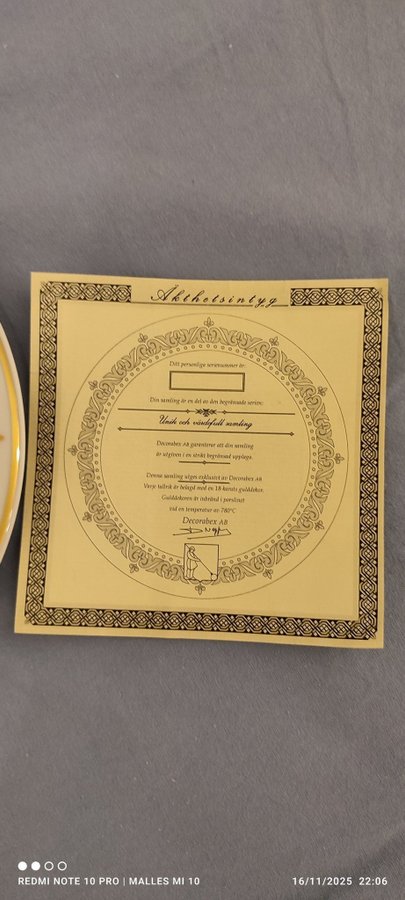 Äkthetsintyg
Ditt personliga serienummer är:
Din samling är en del av den begränsade serien:
Unik och värdefull samling
Decorabex AB garanterar att din samling
är utgiven i en strikt begränsad upplaga.
Denna samling utges exklusivt av Decorabex AB
Varje tallrik är belagd med en 18 karats gulddekor.
Gulddekoren är inbränd i porslinet
vid en temperatur av 780°C
Decorabex AB
REDMI NOTE 10 PRO | MALLES MI 10
16/11/2025 22:06